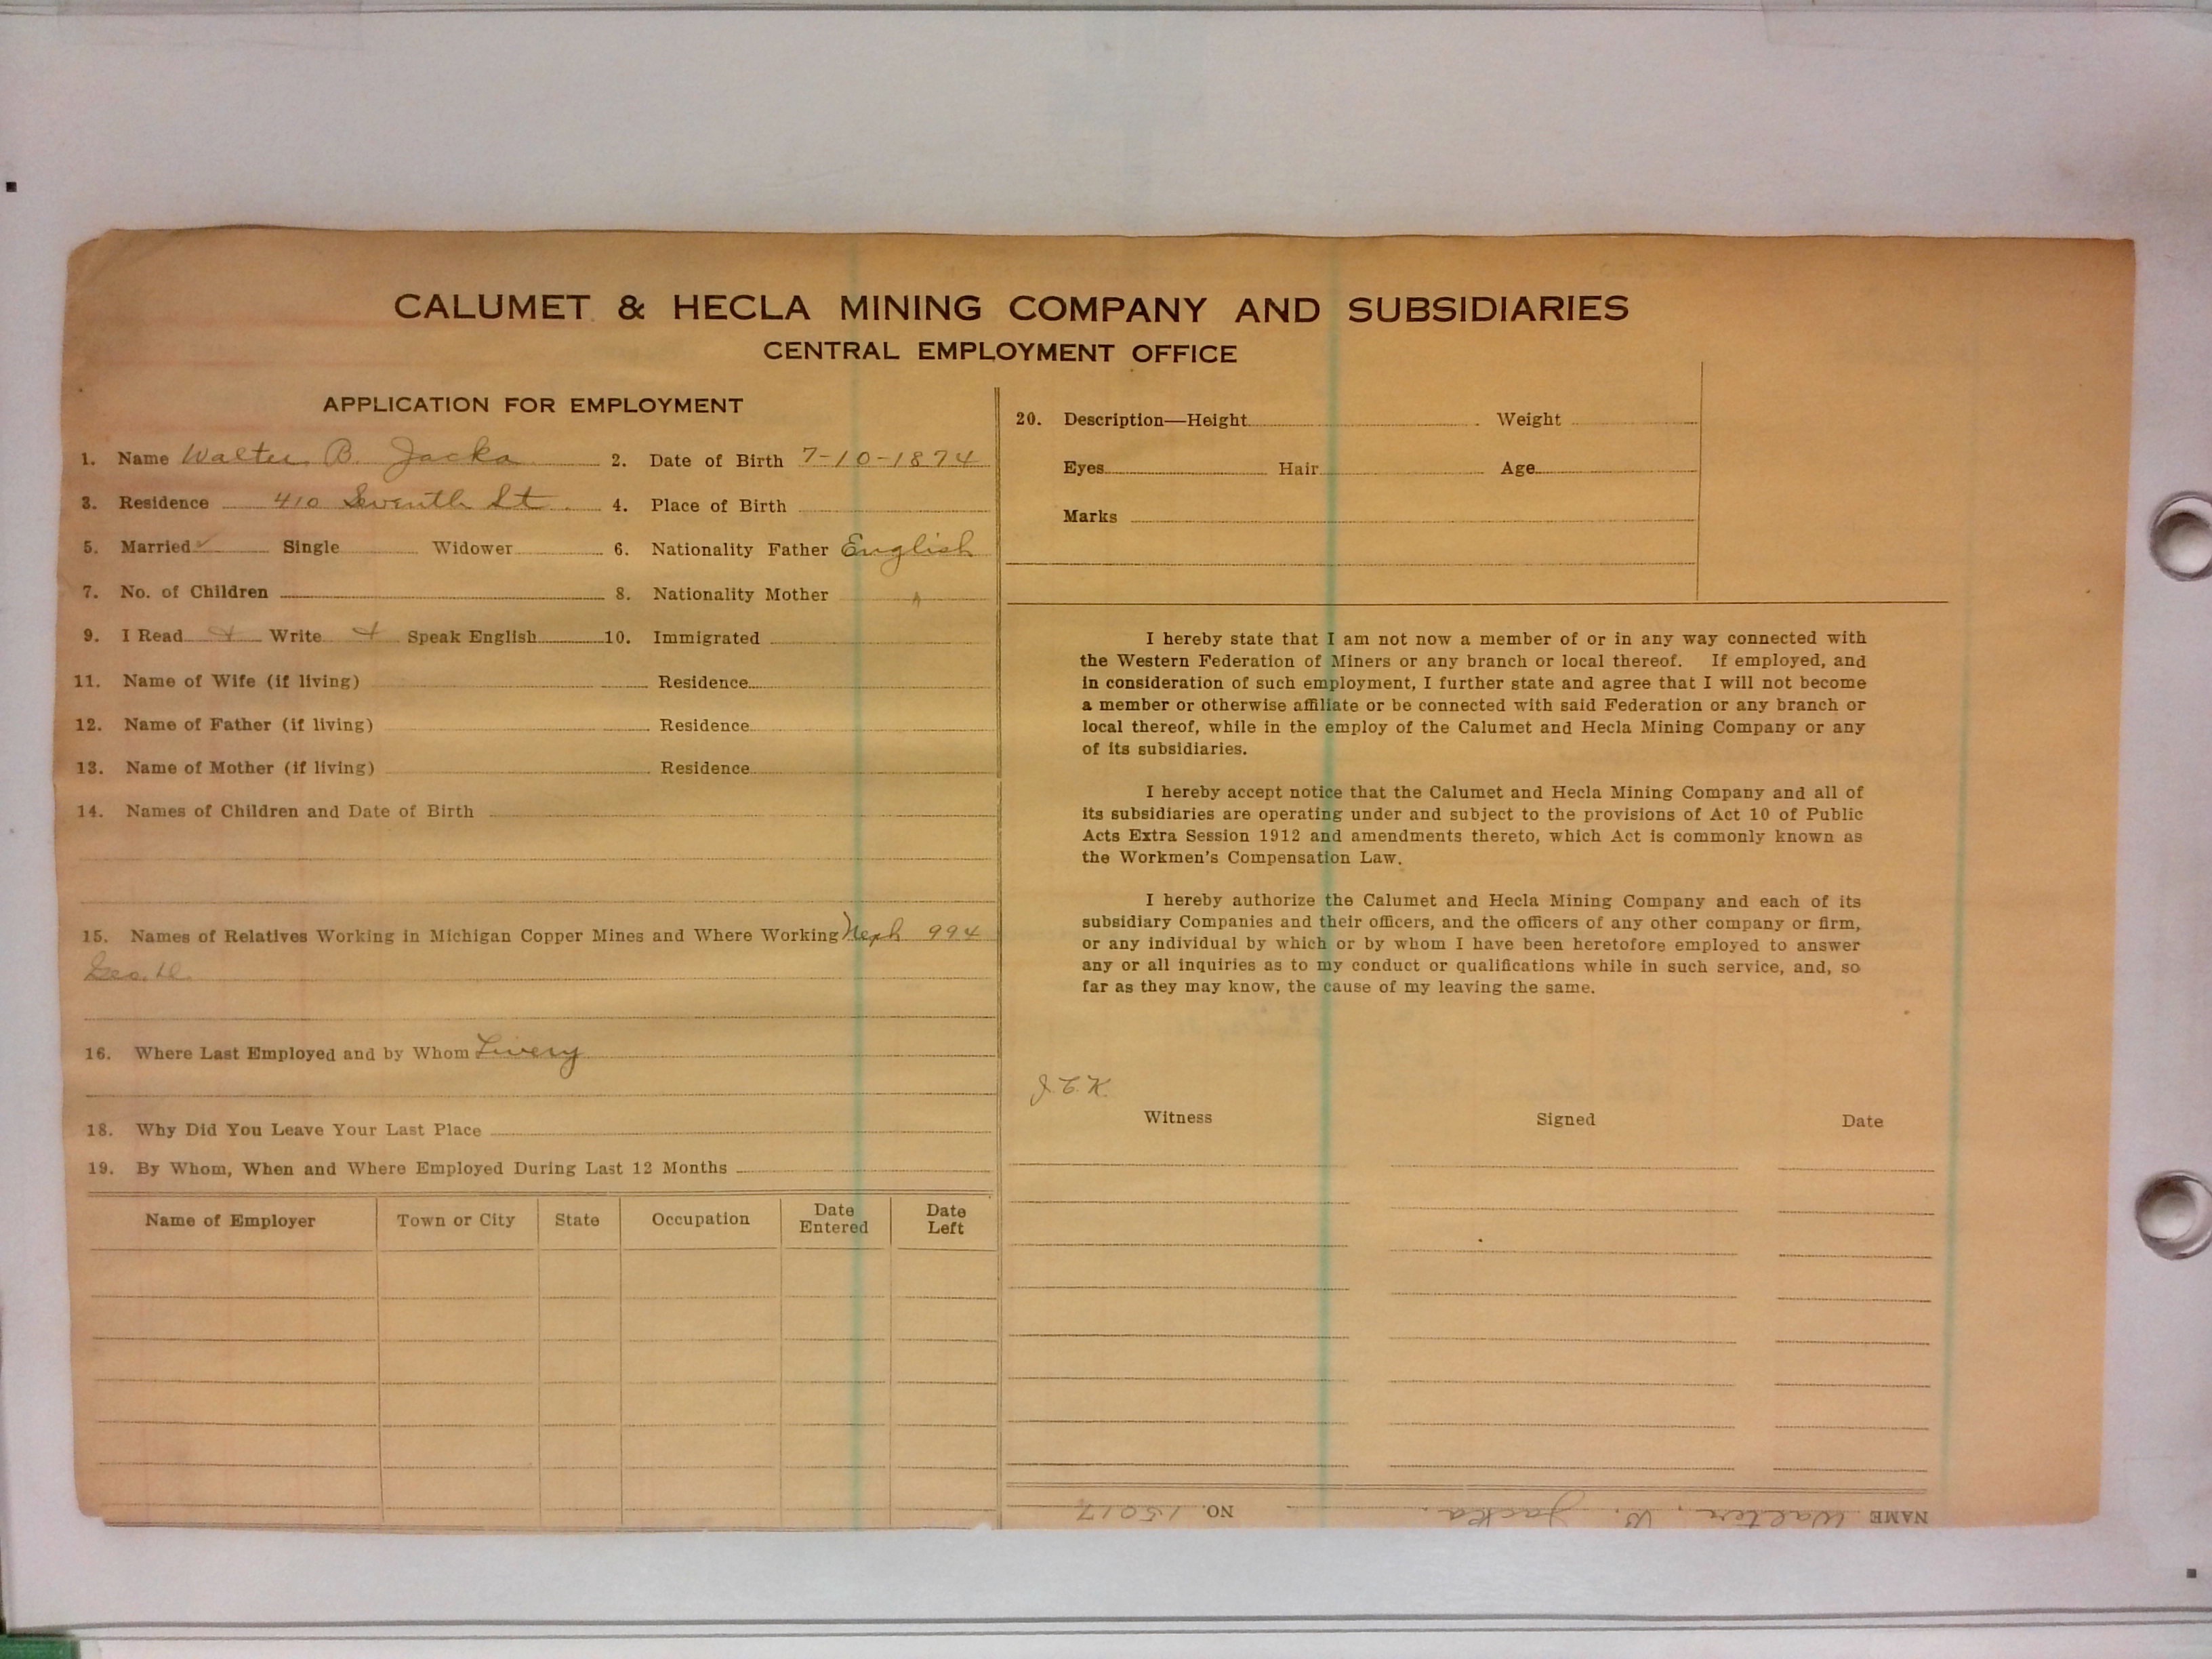 CALUMET & HECLA MINING COMPANY AND SUBSIDIARIES
CENTRAL EMPLOYMENT OFFICE
APPLICATION FOR EMPLOYMENT
1. Name Walter B. Jacka 2. Date of Birth 7-10-1874
3. Residence 410 Seventh St. 4. Place of Birth
5. Married ✓ Single Widower 6. Nationality Father English
7. No. of Children 8. Nationality Mother
9. I Read Write Speak English 10. Immigrated
11. Name of Wife (if living) Residence
12. Name of Father (if living) Residence
13. Name of Mother (if living) Residence
14. Names of Children and Date of Birth
15. Names of Relatives Working in Michigan Copper Mines and Where Working Neph 994
Geo. H.
16. Where Last Employed and by Whom Livery
18. Why Did You Leave Your Last Place
19. By Whom, When and Where Employed During Last 12 Months
Name of Employer Town or City State Occupation Date Entered Date Left
20. Description—Height Weight
Eyes Hair Age
Marks
I hereby state that I am not now a member of or in any way connected with
the Western Federation of Miners or any branch or local thereof. If employed, and
in consideration of such employment, I further state and agree that I will not become
a member or otherwise affiliate or be connected with said Federation or any branch or
local thereof, while in the employ of the Calumet and Hecla Mining Company or any
of its subsidiaries.
I hereby accept notice that the Calumet and Hecla Mining Company and all of
its subsidiaries are operating under and subject to the provisions of Act 10 of Public
Acts Extra Session 1912 and amendments thereto, which Act is commonly known as
the Workmen's Compensation Law.
I hereby authorize the Calumet and Hecla Mining Company and each of its
subsidiary Companies and their officers, and the officers of any other company or firm,
or any individual by which or by whom I have been heretofore employed to answer
any or all inquiries as to my conduct or qualifications while in such service, and, so
far as they may know, the cause of my leaving the same.
J.C.K.
Witness Signed Date
NAME Walter, B. Jacka. NO. 15017